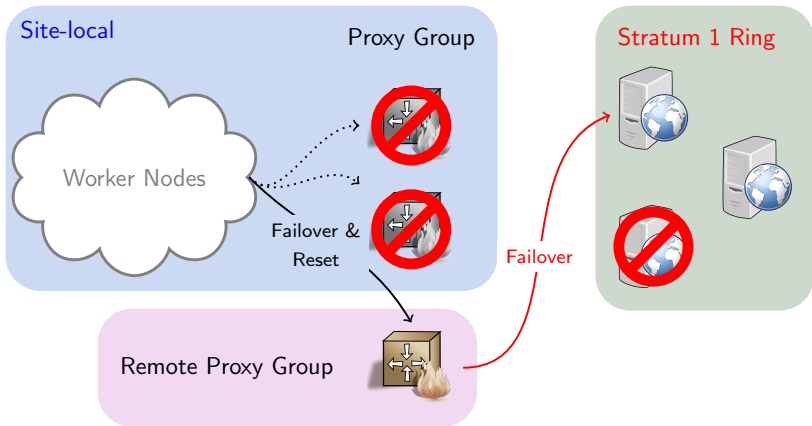 Site-local
Proxy Group
Stratum 1 Ring
Worker Nodes
Failover &
Reset
Failover
Remote Proxy Group